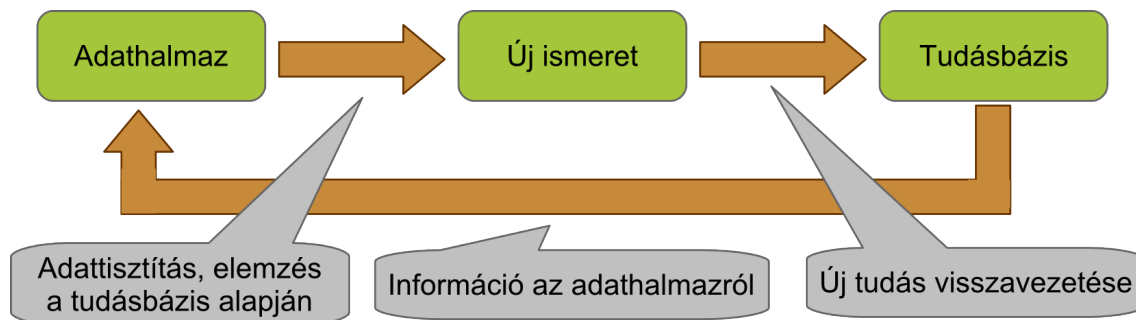 Adathalmaz
Új ismeret
Tudásbázis
Adattisztítás, elemzés
a tudásbázis alapján
Információ az adathalmazról
Új tudás visszavezetése